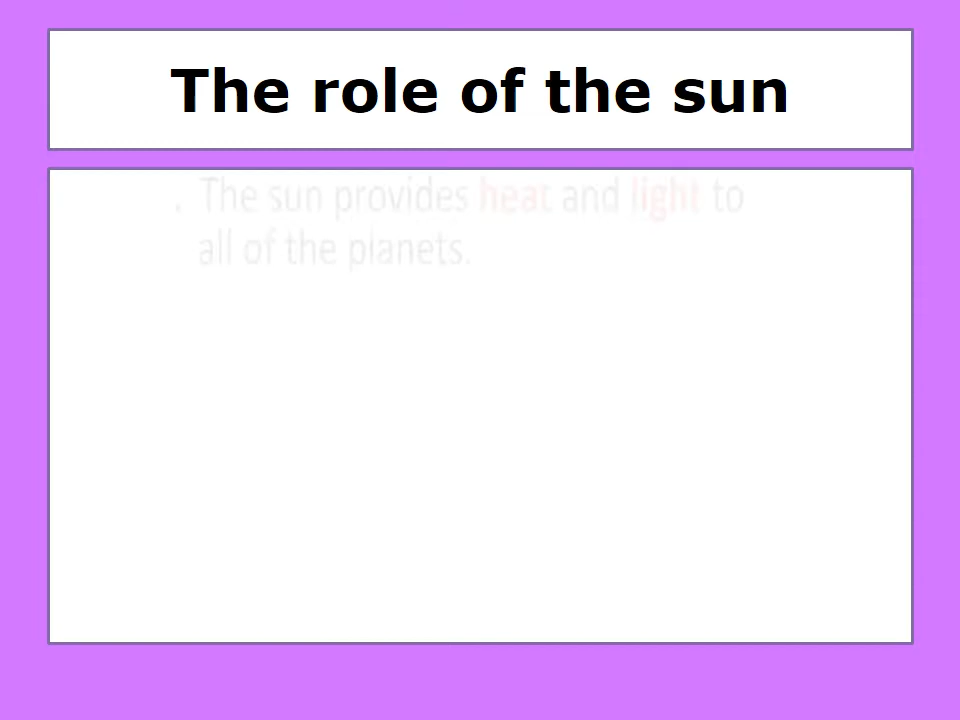 The role of the sun
. The sun provides heat and light to
all of the planets.